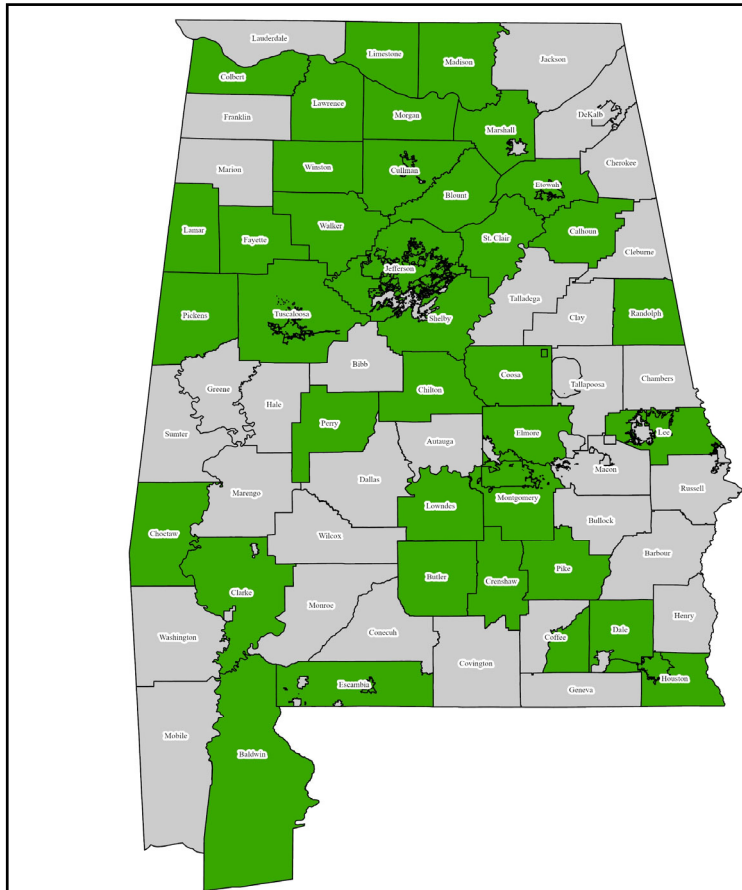 Lauderdale
Limestone
Madison
Jackson
Colbert
Lawrence
Franklin
Morgan
Marshall
DeKalb
Cherokee
Marion
Winston
Cullman
Blount
Etowah
Lamar
Fayette
Walker
St. Clair
Calhoun
Cleburne
Jefferson
Pickens
Tuscaloosa
Shelby
Talladega
Clay
Randolph
Bibb
Greene
Hale
Coosa
Tallapoosa
Chambers
Chilton
Sumter
Perry
Autauga
Elmore
Lee
Dallas
Macon
Marengo
Montgomery
Russell
Lowndes
Bullock
Choctaw
Wilcox
Barbour
Clarke
Butler
Crenshaw
Pike
Monroe
Washington
Conecuh
Coffee
Dale
Henry
Covington
Escambia
Geneva
Houston
Mobile
Baldwin